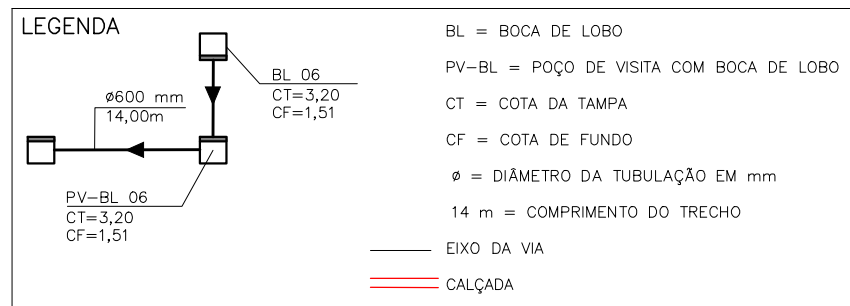 LEGENDA
BL 06
CT=3,20
CF=1,51
ø600 mm
14,00m
PV-BL 06
CT=3,20
CF=1,51
BL = BOCA DE LOBO
PV-BL = POÇO DE VISITA COM BOCA DE LOBO
CT = COTA DA TAMPA
CF = COTA DE FUNDO
ø = DIÂMETRO DA TUBULAÇÃO EM mm
14 m = COMPRIMENTO DO TRECHO
EIXO DA VIA
CALÇADA